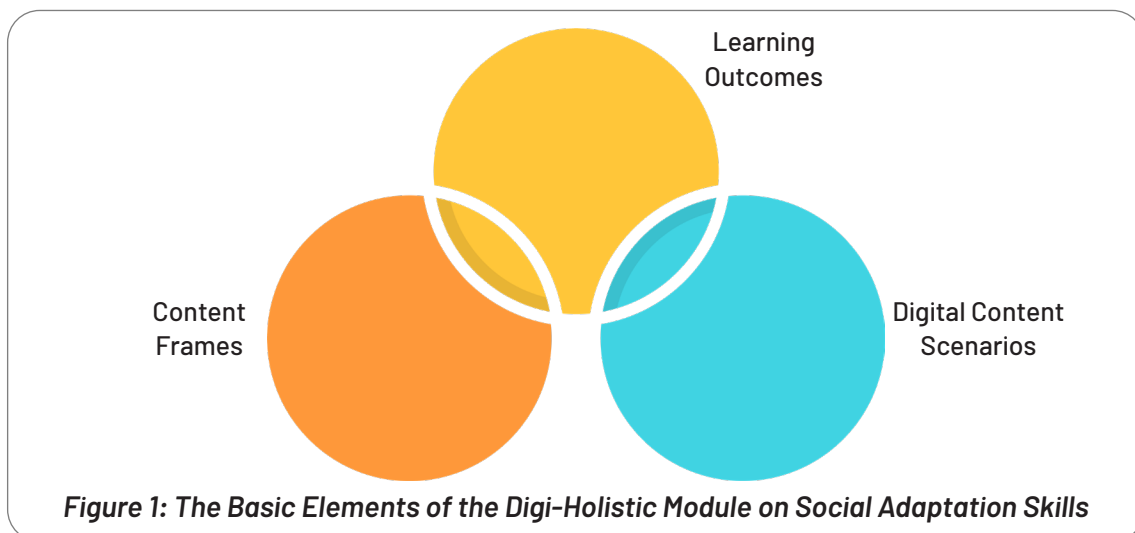 Learning
Outcomes
Content
Frames
Digital Content
Scenarios
Figure 1: The Basic Elements of the Digi-Holistic Module on Social Adaptation Skills